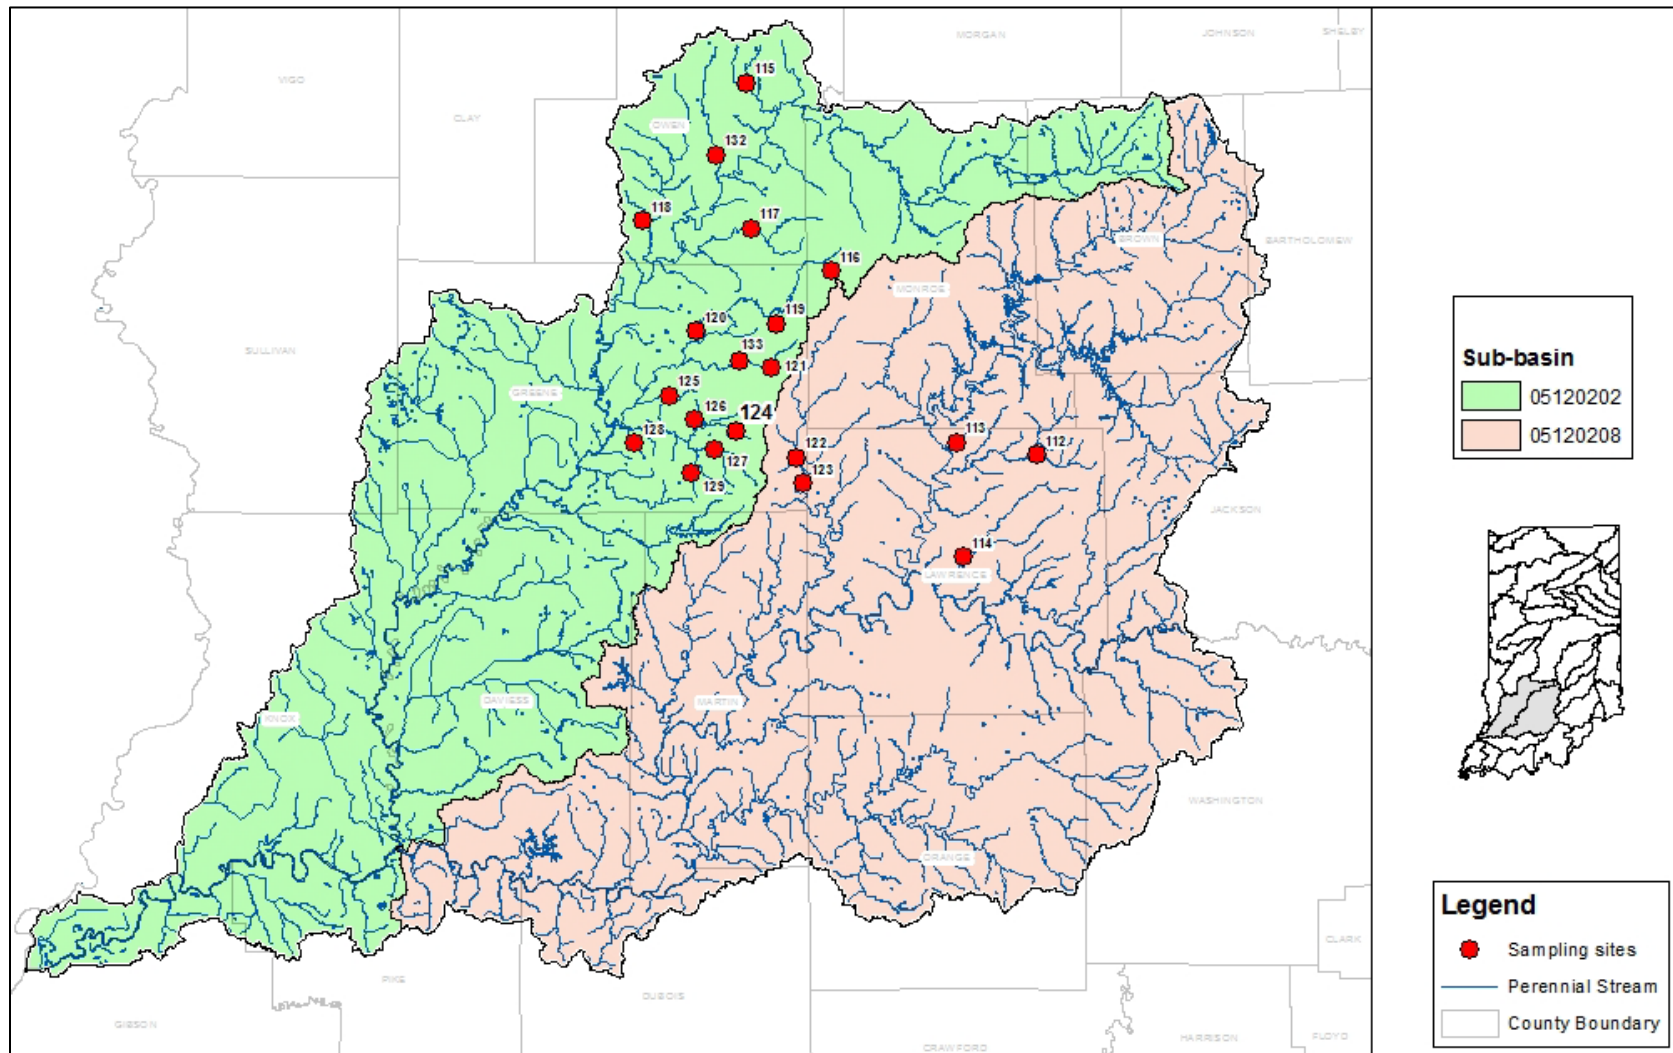 MORGAN
JOHNSON
SHELBY
VIGO
115
CLAY
OWEN
132
118
117
BROWN
BARTHOLOMEW
116
MONROE
119
120
133
121
SULLIVAN
GREENE
125
126
124
128
127
122
113
112
123
129
JACKSON
114
LAWRENCE
KNOX
DAVIESS
MARTIN
WASHINGTON
ORANGE
CLARK
PIKE
DUBOIS
GIBSON
HARRISON
FLOYD
CRAWFORD
Sub-basin
05120202
05120208
Legend
Sampling sites
Perennial Stream
County Boundary